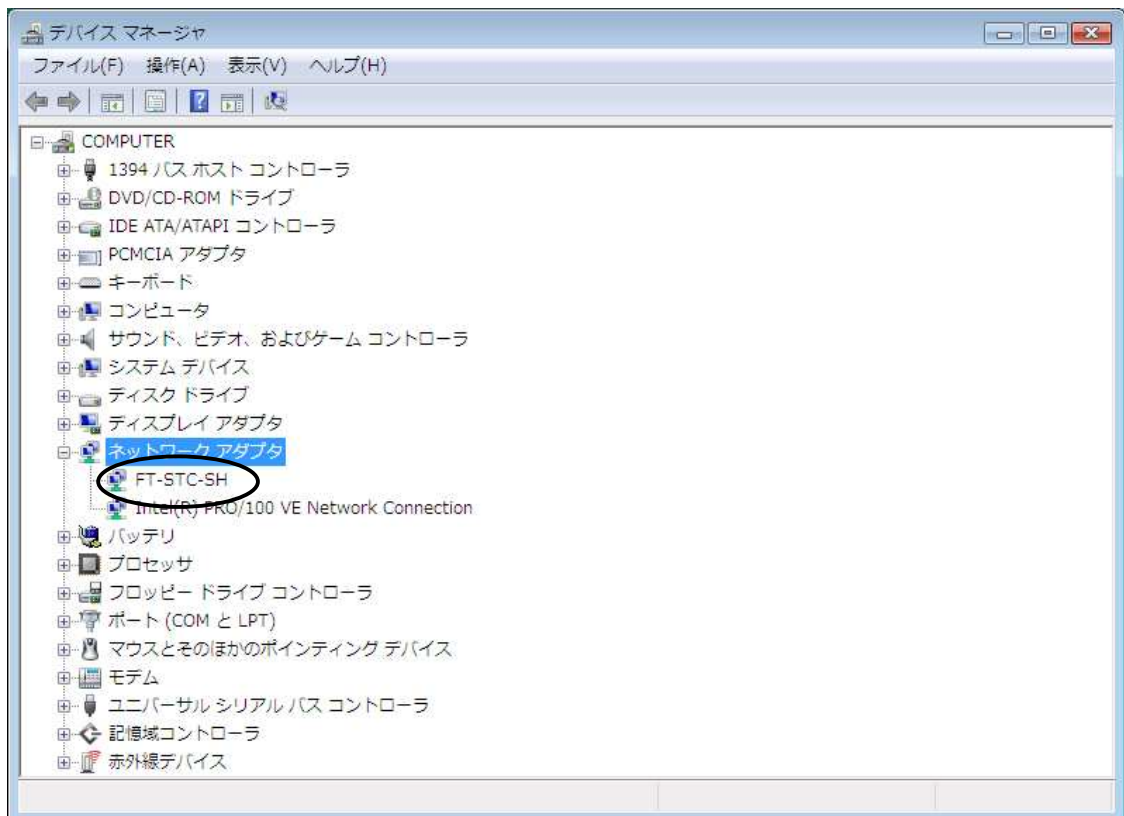 デバイス マネージャ
ファイル(F) 操作(A) 表示(V) ヘルプ(H)
COMPUTER
1394 バス ホスト コントローラ
DVD/CD-ROM ドライブ
IDE ATA/ATAPI コントローラ
PCMCIA アダプタ
キーボード
コンピュータ
サウンド、ビデオ、およびゲーム コントローラ
システム デバイス
ディスク ドライブ
ディスプレイ アダプタ
ネットワーク アダプタ
FT-STC-SH
Intel(R) PRO/100 VE Network Connection
バッテリ
プロセッサ
フロッピー ドライブ コントローラ
ポート (COM と LPT)
マウスとそのほかのポインティング デバイス
モデム
ユニバーサル シリアル バス コントローラ
記憶域コントローラ
赤外線デバイス